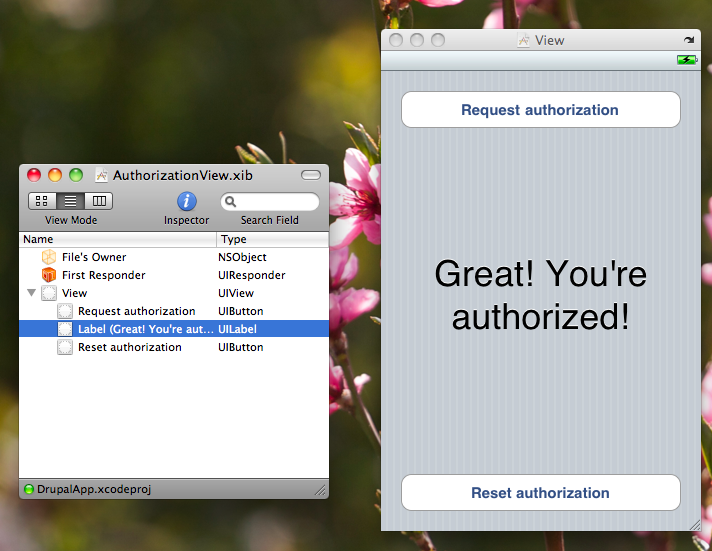 AuthorizationView.xib
View Mode
Inspector
Search Field
Name
Type
File's Owner
NSObject
First Responder
UIResponder
View
UIView
Request authorization
UIButton
Label (Great! You're aut...
UILabel
Reset authorization
UIButton
DrupalApp.xcodeproj
View
Request authorization
Great! You're
authorized!
Reset authorization